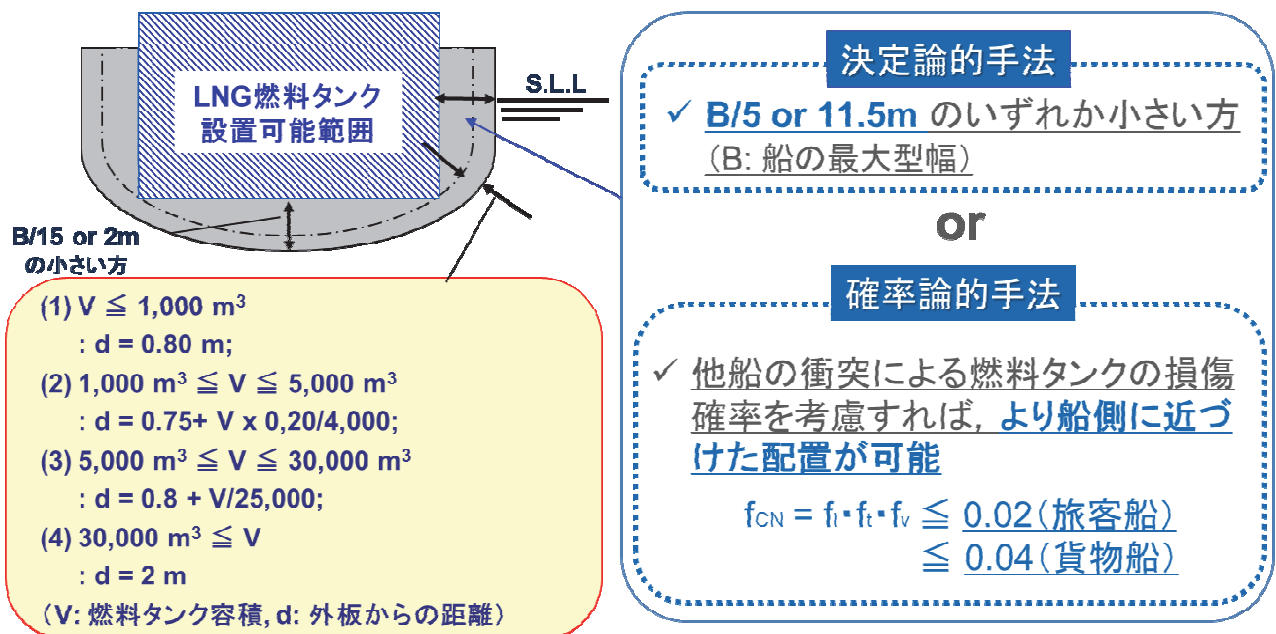 LNG燃料タンク
設置可能範囲
S.L.L
B/15 or 2m
の小さい方
(1) V ≦ 1,000 m³
: d = 0.80 m;
(2) 1,000 m³ ≦ V ≦ 5,000 m³
: d = 0.75+ V x 0,20/4,000;
(3) 5,000 m³ ≦ V ≦ 30,000 m³
: d = 0.8 + V/25,000;
(4) 30,000 m³ ≦ V
: d = 2 m
(V: 燃料タンク容積, d: 外板からの距離)
決定論的手法
✓ B/5 or 11.5m のいずれか小さい方
(B: 船の最大型幅)
or
確率論的手法
✓ 他船の衝突による燃料タンクの損傷
確率を考慮すれば, より船側に近づ
けた配置が可能
fCN = fl・ft・fv ≦ 0.02(旅客船)
≦ 0.04(貨物船)